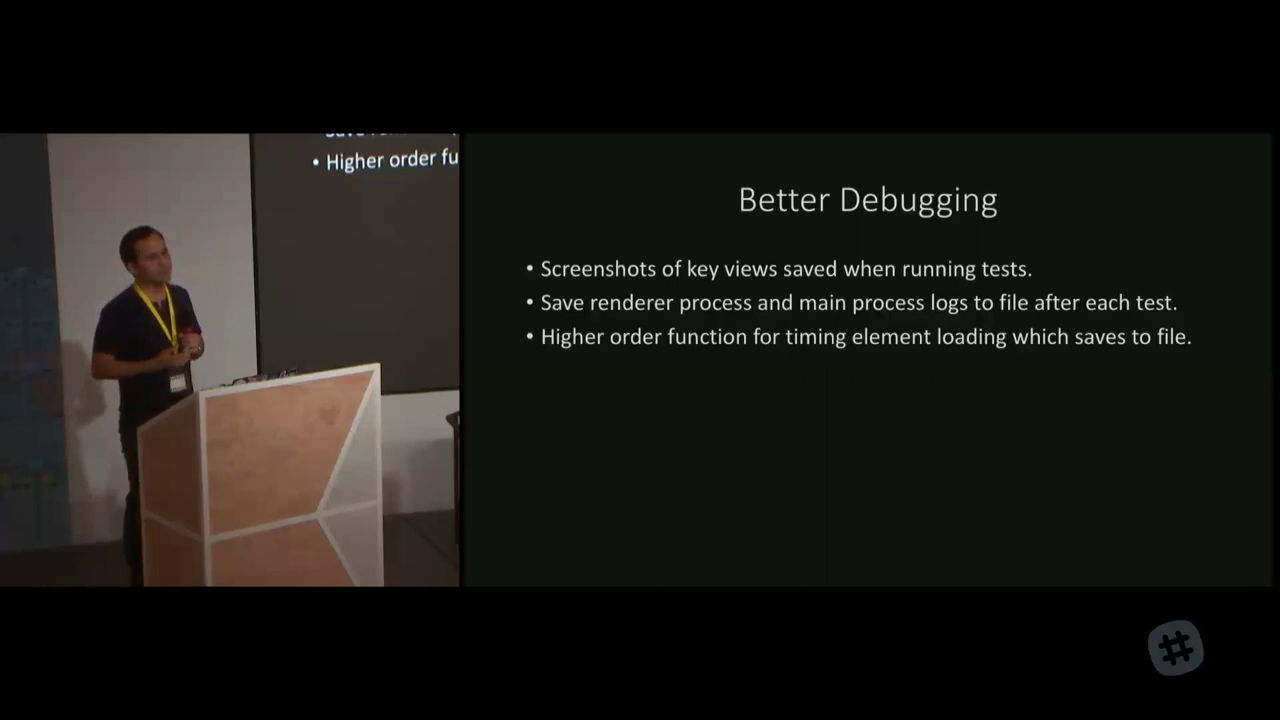 • Higher order fu
Better Debugging
• Screenshots of key views saved when running tests.
• Save renderer process and main process logs to file after each test.
• Higher order function for timing element loading which saves to file.